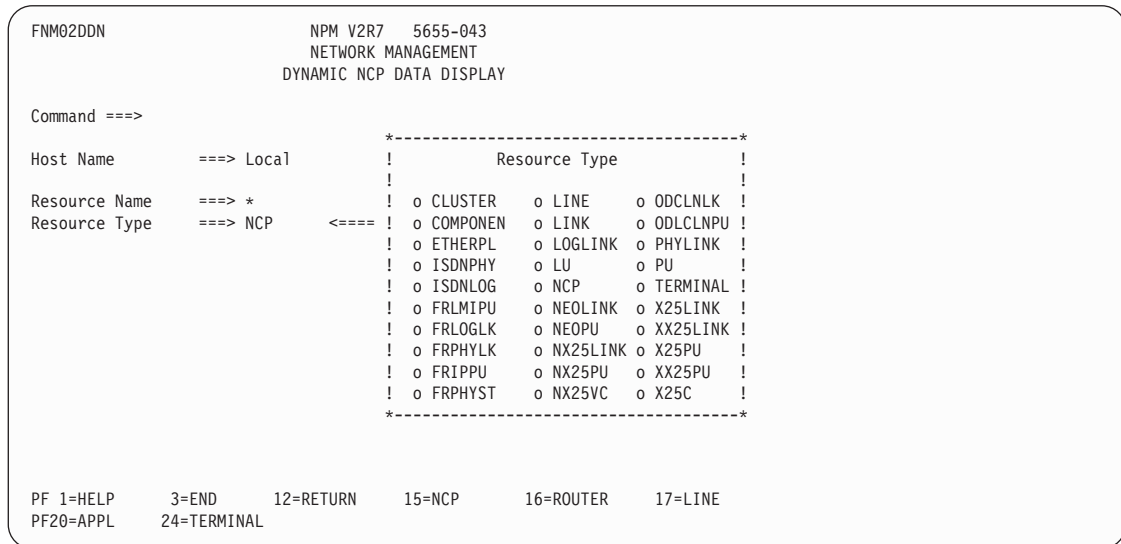 FNM02DDN NPM V2R7 5655-043
NETWORK MANAGEMENT
DYNAMIC NCP DATA DISPLAY
Command ===>
*-------------------------------------*
Host Name ===> Local ! Resource Type !
! !
Resource Name ===> * ! o CLUSTER o LINE o ODCLNLK !
Resource Type ===> NCP <==== ! o COMPONEN o LINK o ODLCLNPU !
! o ETHERPL o LOGLINK o PHYLINK !
! o ISDNPHY o LU o PU !
! o ISDNLOG o NCP o TERMINAL !
! o FRLMIPU o NEOLINK o X25LINK !
! o FRLOGLK o NEOPU o XX25LINK !
! o FRPHYLK o NX25LINK o X25PU !
! o FRIPPU o NX25PU o XX25PU !
! o FRPHYST o NX25VC o X25C !
*-------------------------------------*
PF 1=HELP 3=END 12=RETURN 15=NCP 16=ROUTER 17=LINE
PF20=APPL 24=TERMINAL